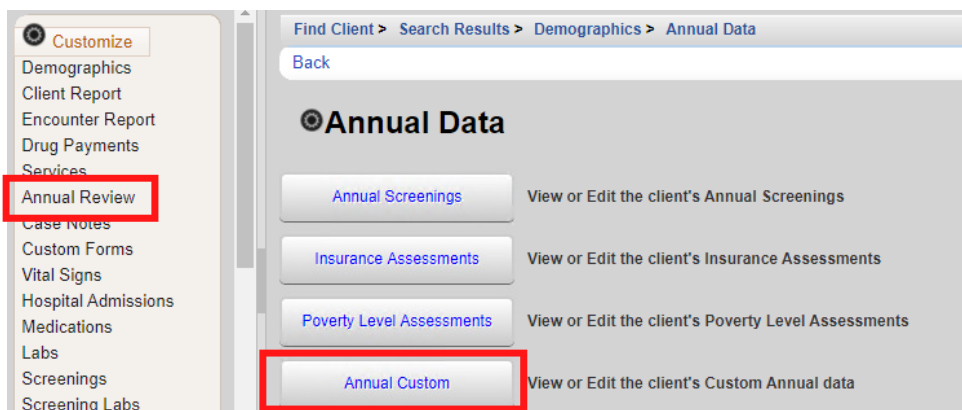 Customize
Demographics
Client Report
Encounter Report
Drug Payments
Services
Annual Review
Case Notes
Custom Forms
Vital Signs
Hospital Admissions
Medications
Labs
Screenings
Screening Labs
Find Client > Search Results > Demographics > Annual Data
Back
Annual Data
Annual Screenings View or Edit the client's Annual Screenings
Insurance Assessments View or Edit the client's Insurance Assessments
Poverty Level Assessments View or Edit the client's Poverty Level Assessments
Annual Custom View or Edit the client's Custom Annual data